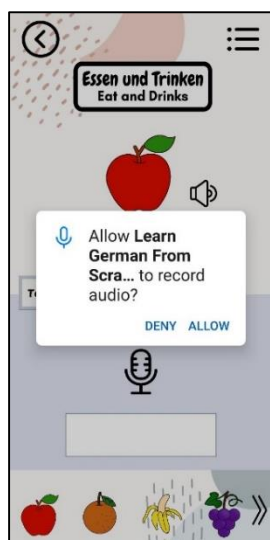 Essen und Trinken
Eat and Drinks
Allow Learn
German From
Scra... to record
audio?
DENY ALLOW